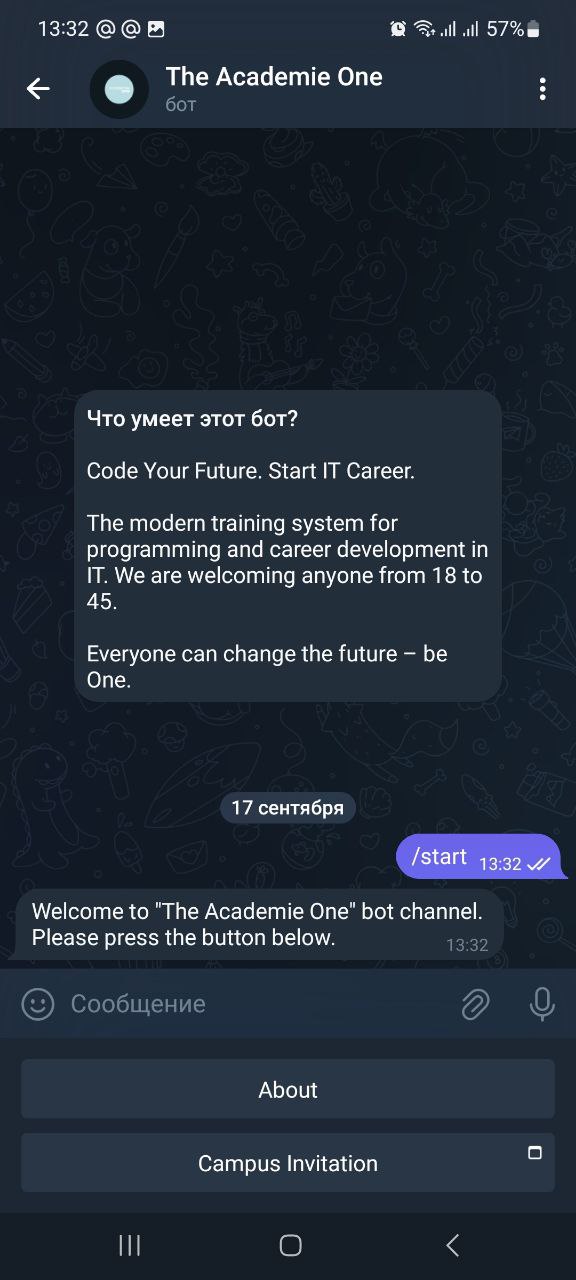 13:32
57%
The Academie One
бот
Что умеет этот бот?
Code Your Future. Start IT Career.
The modern training system for
programming and career development in
IT. We are welcoming anyone from 18 to
45.
Everyone can change the future – be
One.
17 сентября
/start 13:32
Welcome to "The Academie One" bot channel.
Please press the button below.
13:32
Сообщение
About
Campus Invitation